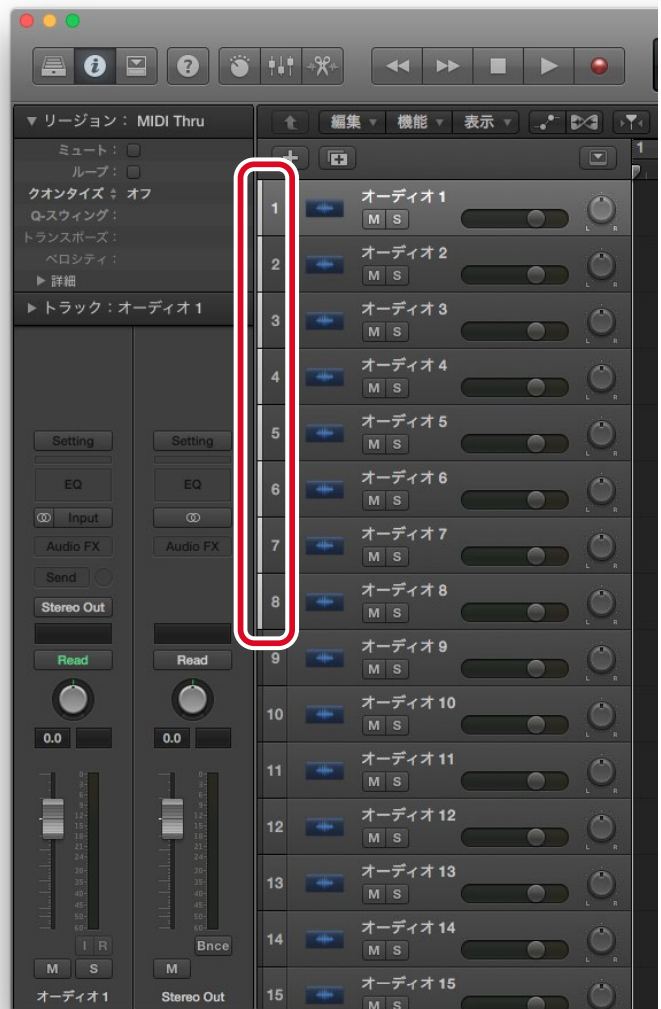 ▼ リージョン： MIDI Thru
ミュート：
ループ：
クオンタイズ オフ
Q-スウィング：
トランスポーズ：
ベロシティ：
▶ 詳細
▶ トラック：オーディオ 1
Setting Setting
EQ EQ
Input
Audio FX Audio FX
Send
Stereo Out
Read Read
0.0 0.0
I R
Bnce
M S M
オーディオ 1 Stereo Out
編集 機能 表示
1
1 オーディオ 1
M S
L R
2 オーディオ 2
M S
L R
3 オーディオ 3
M S
L R
4 オーディオ 4
M S
L R
5 オーディオ 5
M S
L R
6 オーディオ 6
M S
L R
7 オーディオ 7
M S
L R
8 オーディオ 8
M S
L R
9 オーディオ 9
M S
L R
10 オーディオ 10
M S
L R
11 オーディオ 11
M S
L R
12 オーディオ 12
M S
L R
13 オーディオ 13
M S
L R
14 オーディオ 14
M S
L R
15 オーディオ 15
M S